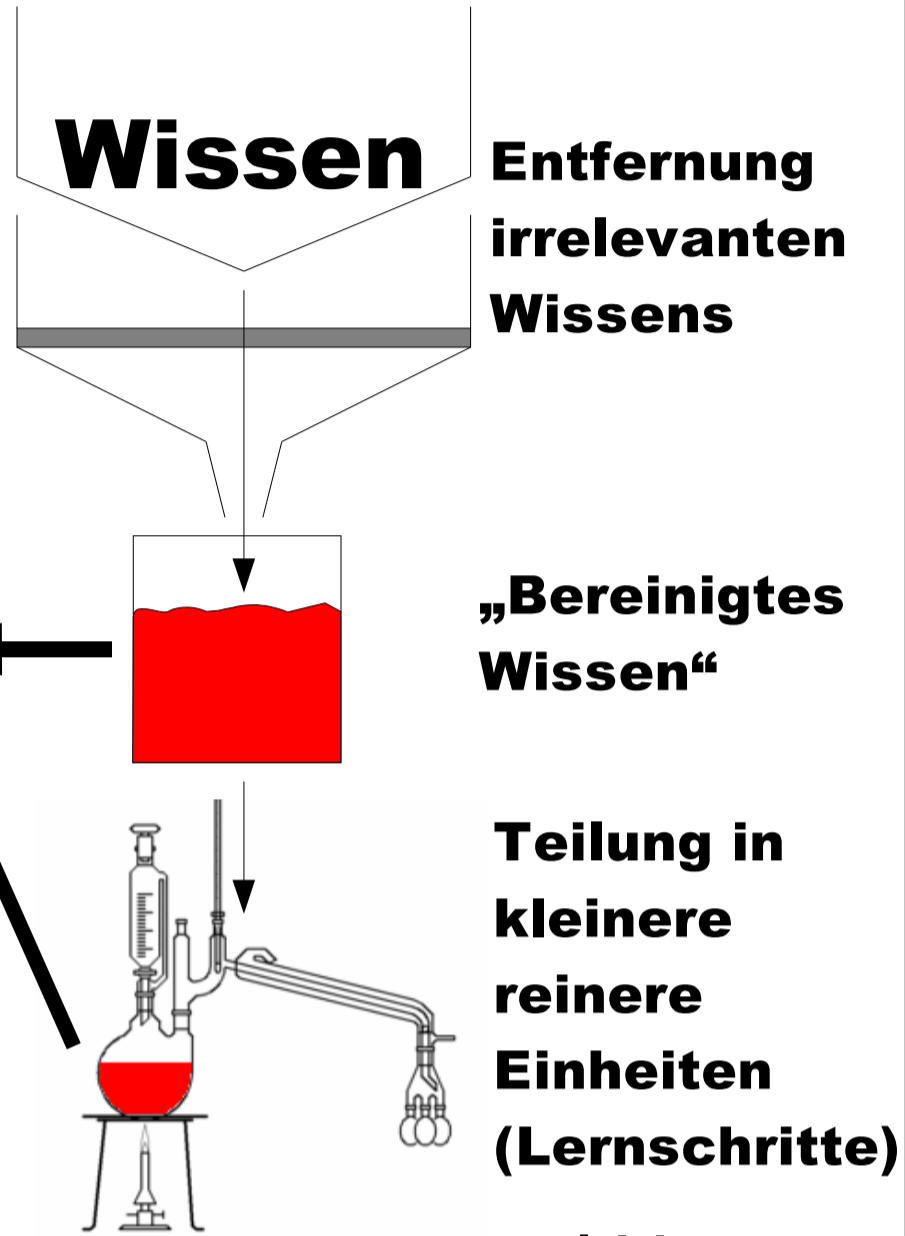 Wissen
Entfernung
irrelevanten
Wissens
„Bereinigtes
Wissen“
Teilung in
kleinere
reinere
Einheiten
(Lernschritte)